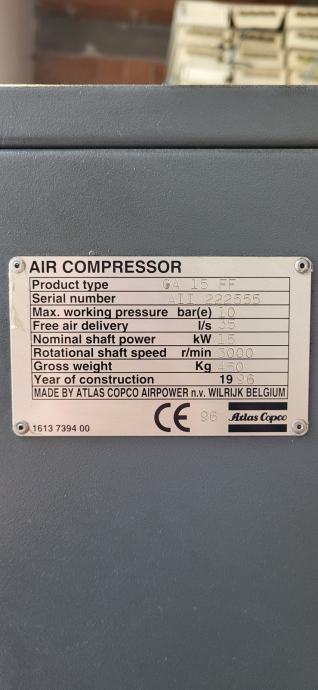 AIR COMPRESSOR
Product type GA 15 FF
Serial number AII 222555
Max. working pressure bar(e) 10
Free air delivery l/s 35
Nominal shaft power kW 15
Rotational shaft speed r/min 3000
Gross weight Kg 450
Year of construction 1996
MADE BY ATLAS COPCO AIRPOWER n.v. WILRIJK BELGIUM
1613 7394 00 CE 96 Atlas Copco